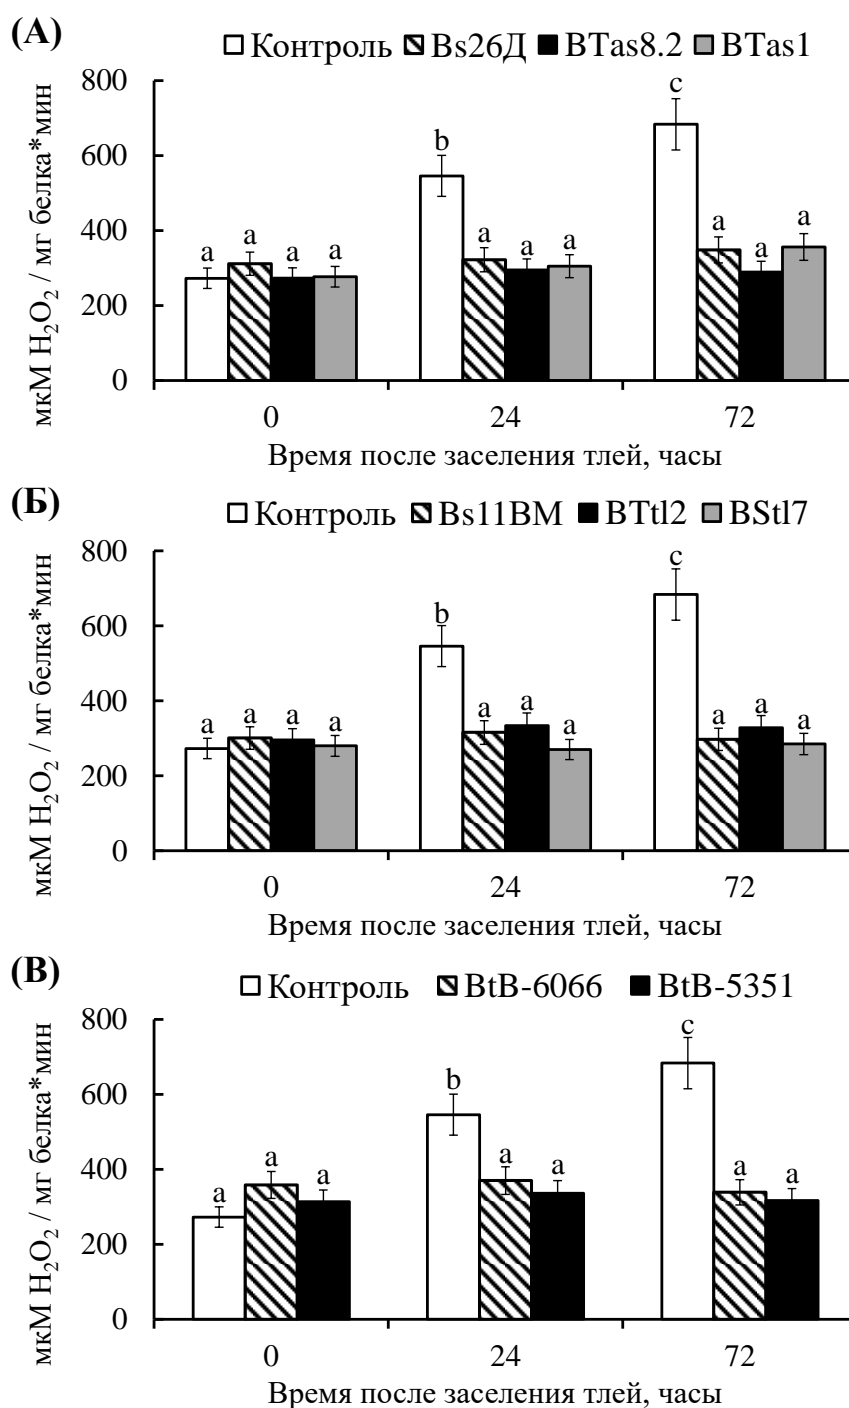 (А)
Контроль Bs26Д BTas8.2 BTas1
мкМ H₂O₂ / мг белка*мин
800
600
400
200
0
a a a a
b a a a
c a a a
0 24 72
Время после заселения тлей, часы
(Б)
Контроль Bs11ВМ BTtl2 BStl7
мкМ H₂O₂ / мг белка*мин
800
600
400
200
0
a a a a
b a a a
c a a a
0 24 72
Время после заселения тлей, часы
(В)
Контроль BtB-6066 BtB-5351
мкМ H₂O₂ / мг белка*мин
800
600
400
200
0
a a a
b a a
c a a
0 24 72
Время после заселения тлей, часы